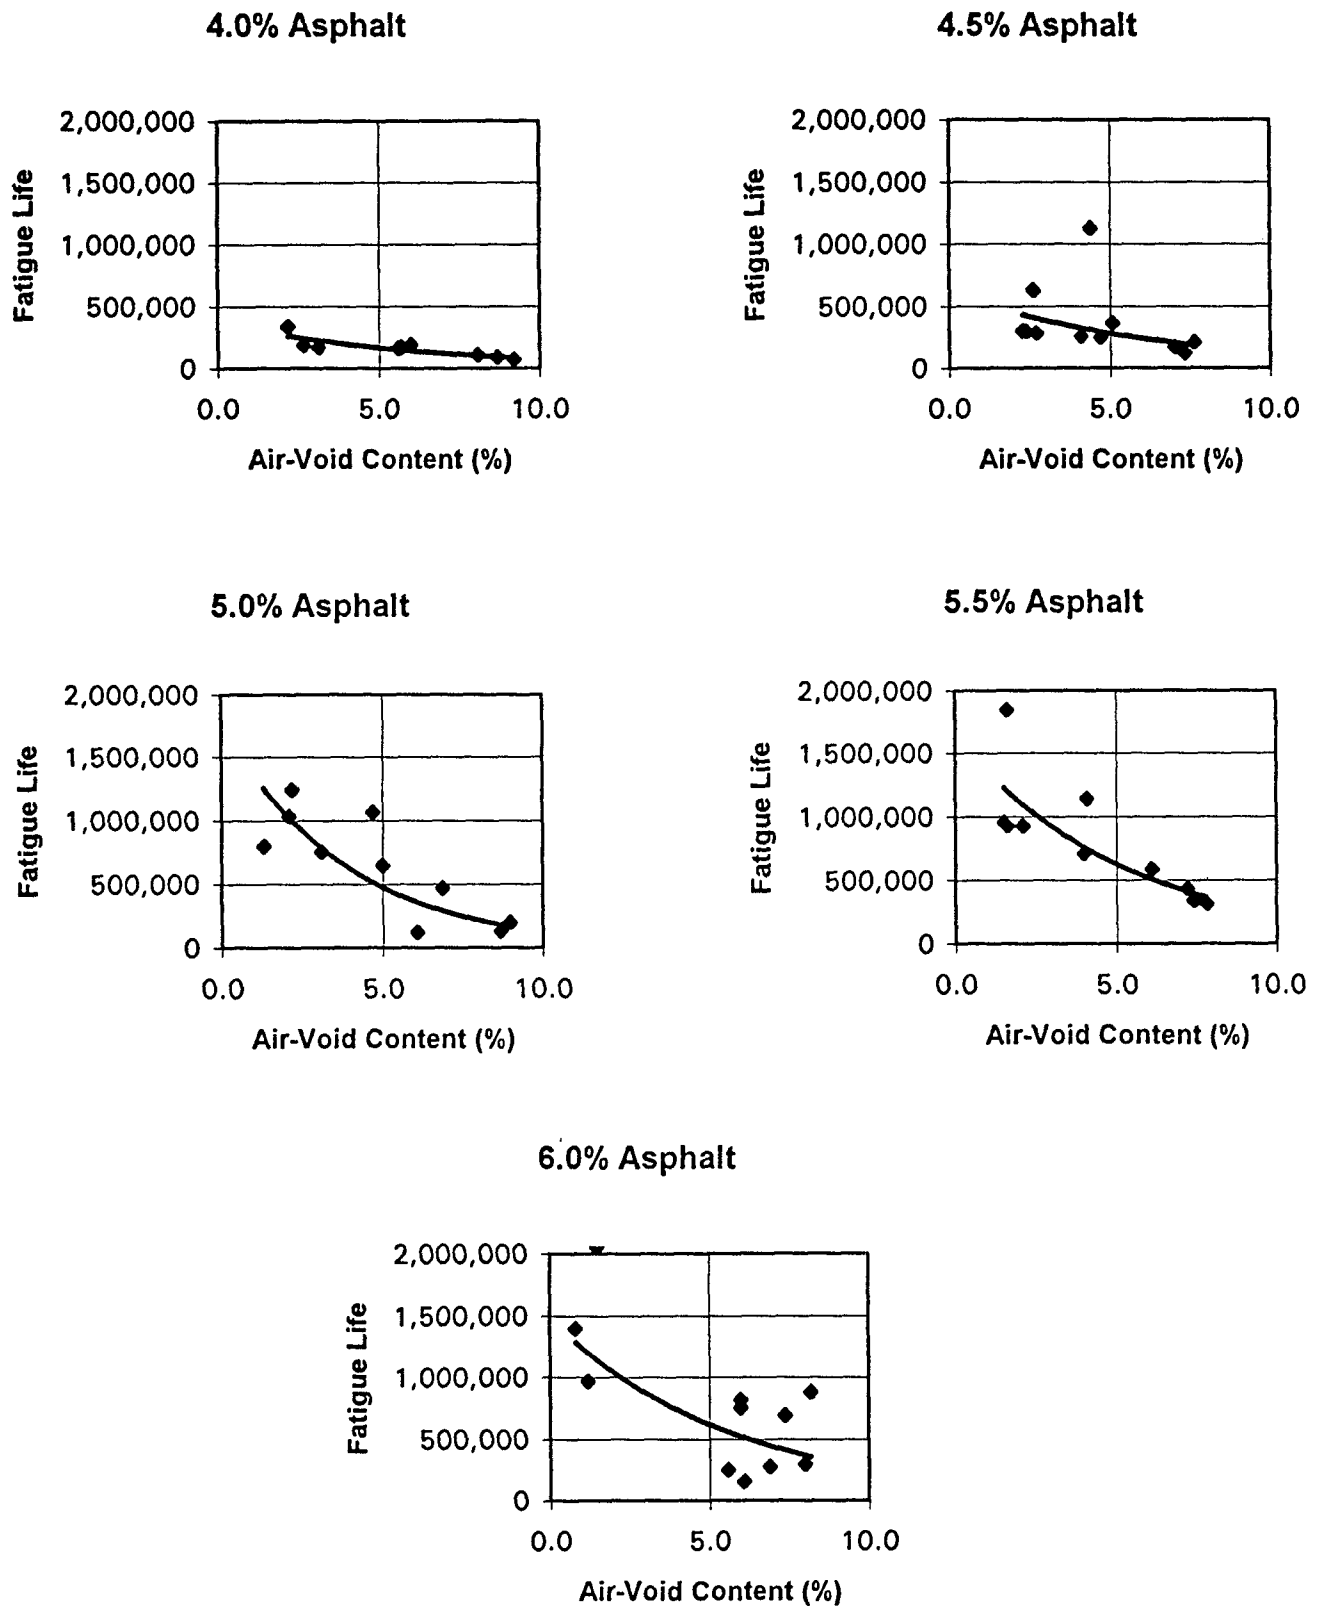 4.0% Asphalt
2,000,000
1,500,000
1,000,000
500,000
0
0.0 5.0 10.0
Fatigue Life
Air-Void Content (%)
4.5% Asphalt
2,000,000
1,500,000
1,000,000
500,000
0
0.0 5.0 10.0
Fatigue Life
Air-Void Content (%)
5.0% Asphalt
2,000,000
1,500,000
1,000,000
500,000
0
0.0 5.0 10.0
Fatigue Life
Air-Void Content (%)
5.5% Asphalt
2,000,000
1,500,000
1,000,000
500,000
0
0.0 5.0 10.0
Fatigue Life
Air-Void Content (%)
6.0% Asphalt
2,000,000
1,500,000
1,000,000
500,000
0
0.0 5.0 10.0
Fatigue Life
Air-Void Content (%)